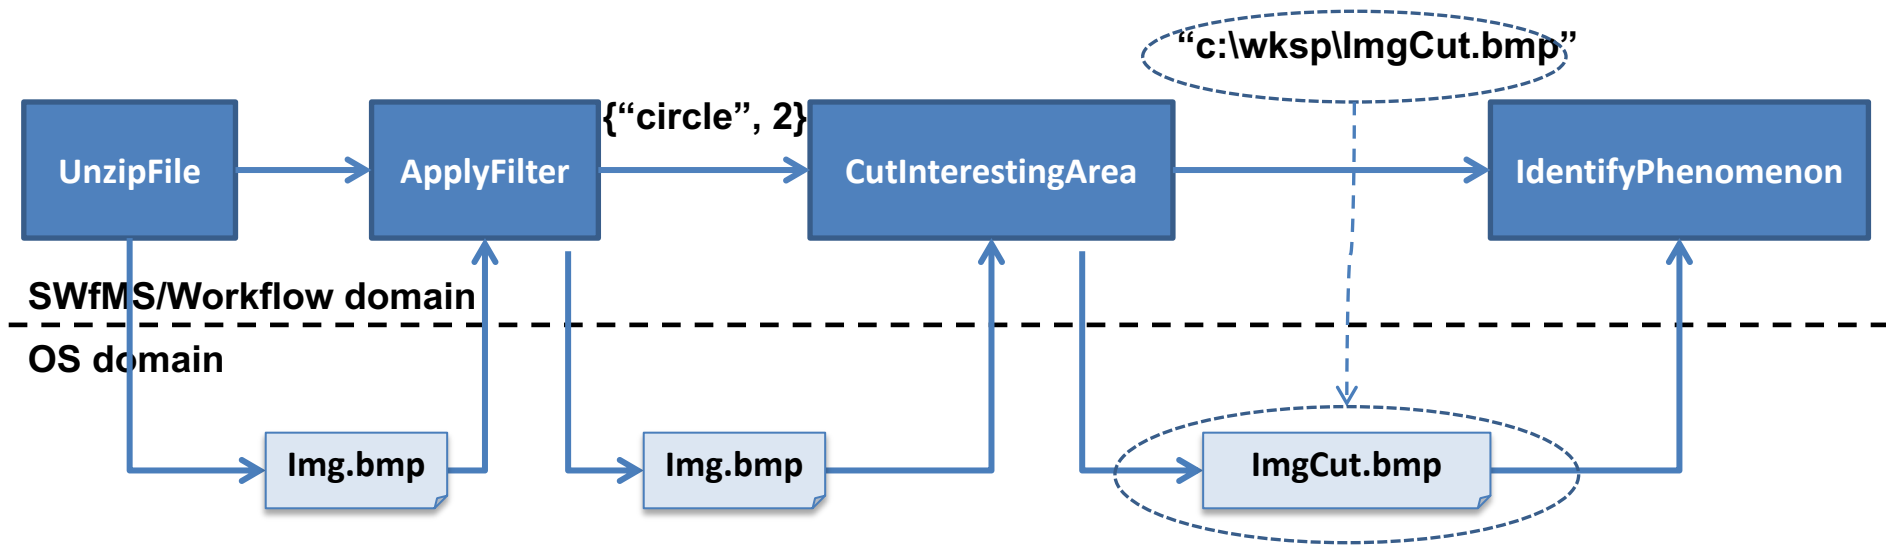 “c:\wksp\ImgCut.bmp”
{“circle”, 2}
UnzipFile
ApplyFilter
CutInterestingArea
IdentifyPhenomenon
SWfMS/Workflow domain
OS domain
Img.bmp
Img.bmp
ImgCut.bmp